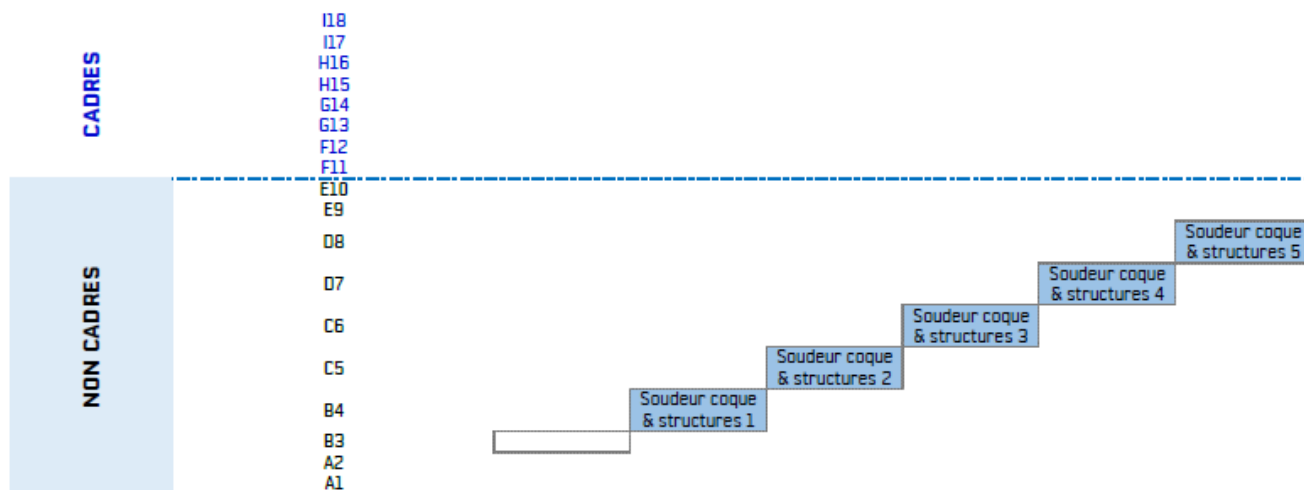 I18
I17
H16
H15
G14
G13
F12
F11
CADRES
E10
E9
D8
D7
C6
C5
B4
B3
A2
A1
NON CADRES
Soudeur coque
& structures 5
Soudeur coque
& structures 4
Soudeur coque
& structures 3
Soudeur coque
& structures 2
Soudeur coque
& structures 1